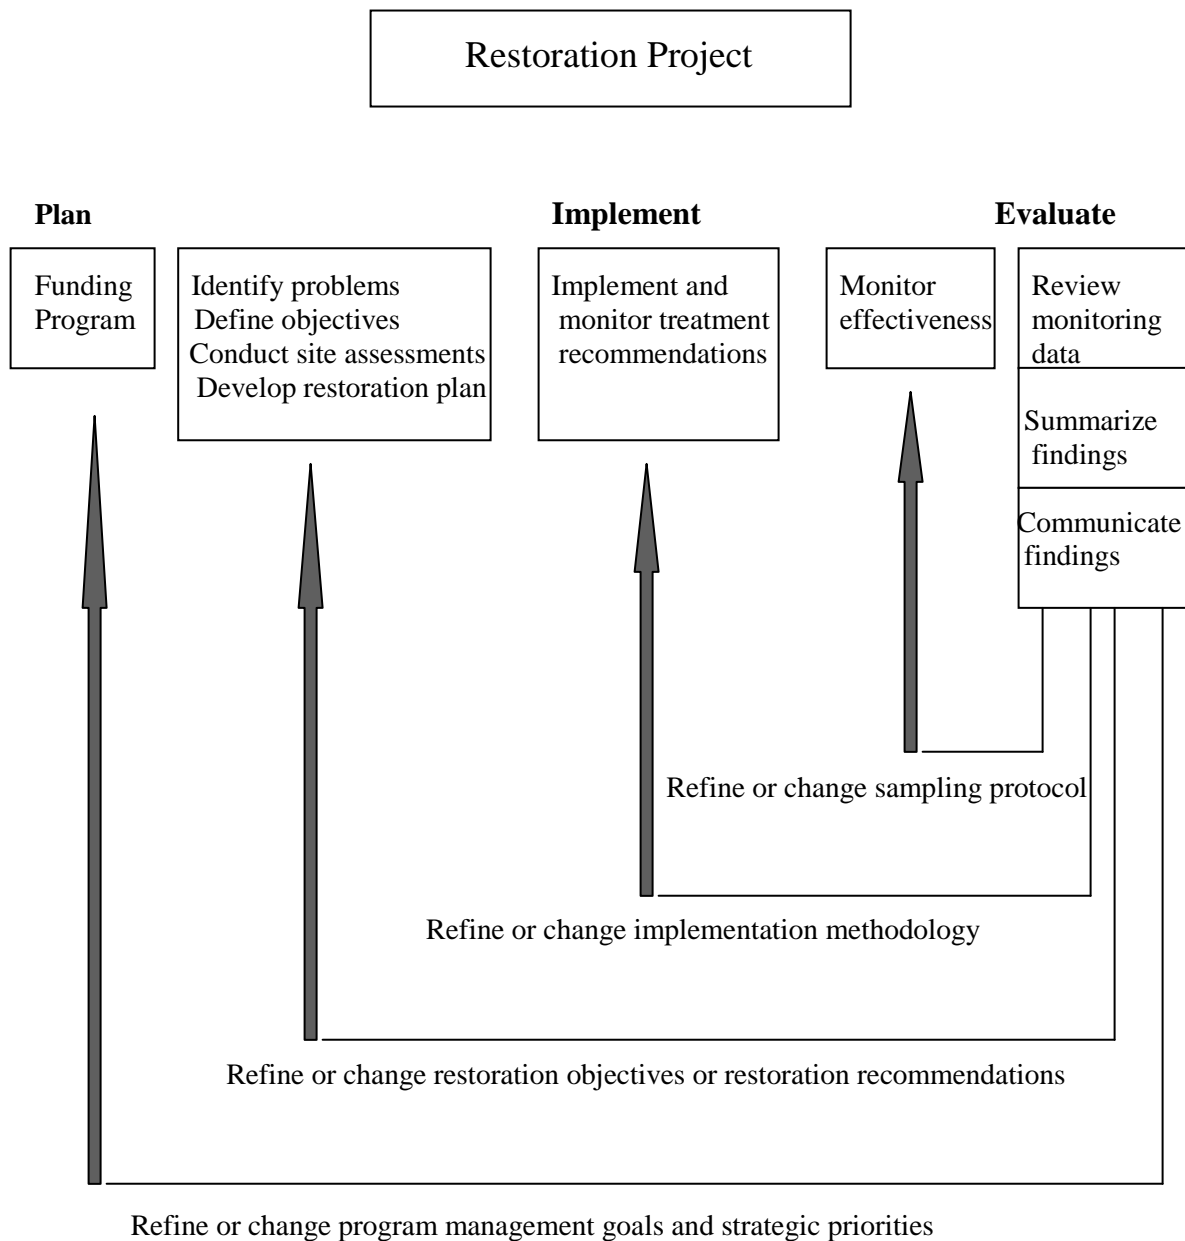 Restoration Project
Plan
Implement
Evaluate
Funding
Program
Identify problems
Define objectives
Conduct site assessments
Develop restoration plan
Implement and
monitor treatment
recommendations
Monitor
effectiveness
Review
monitoring
data
Summarize
findings
Communicate
findings
Refine or change sampling protocol
Refine or change implementation methodology
Refine or change restoration objectives or restoration recommendations
Refine or change program management goals and strategic priorities